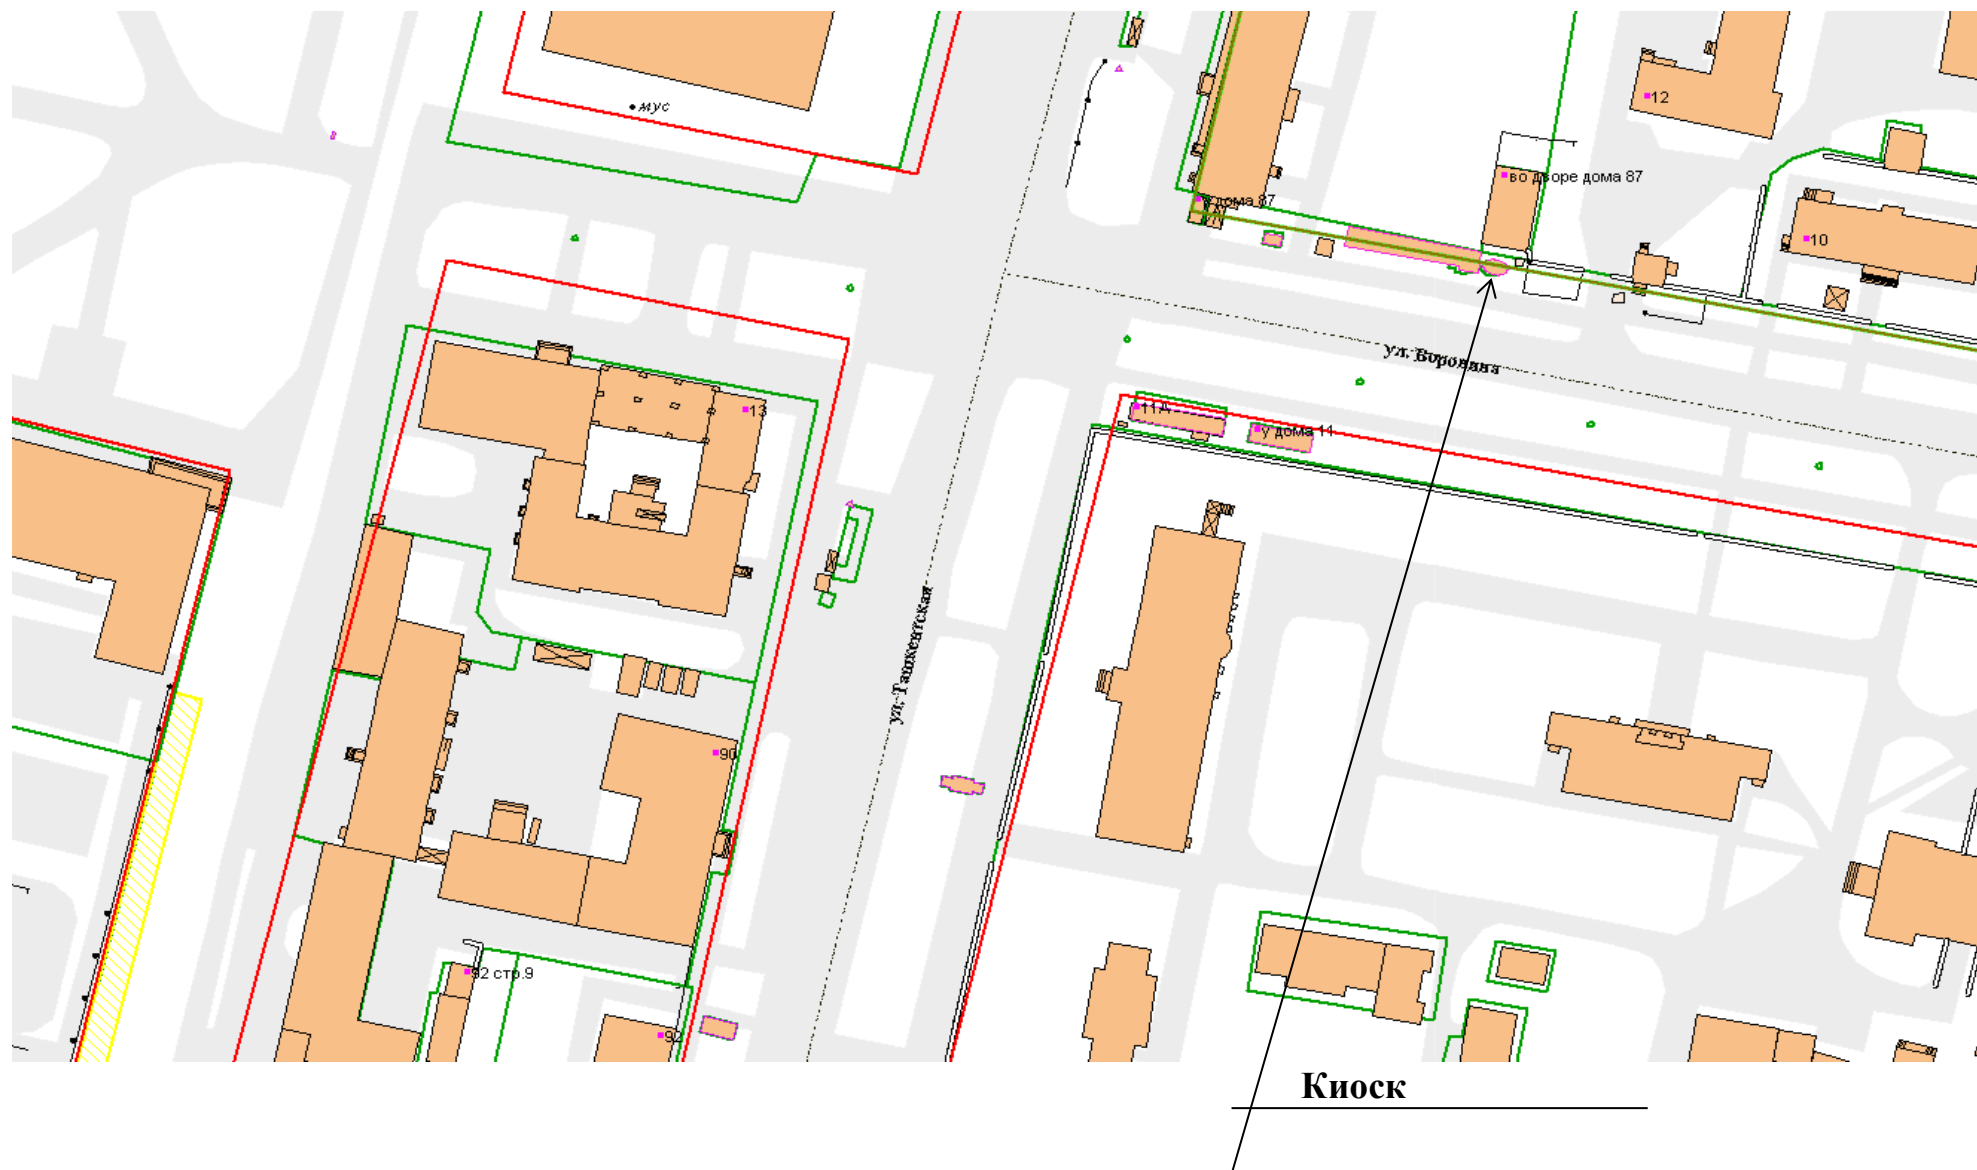 мус
12
во дворе дома 87
у дома 87
10
ул. Воронина
13
11А
у дома 11
ул. Ташкентская
90
92 стр.9
92
Киоск